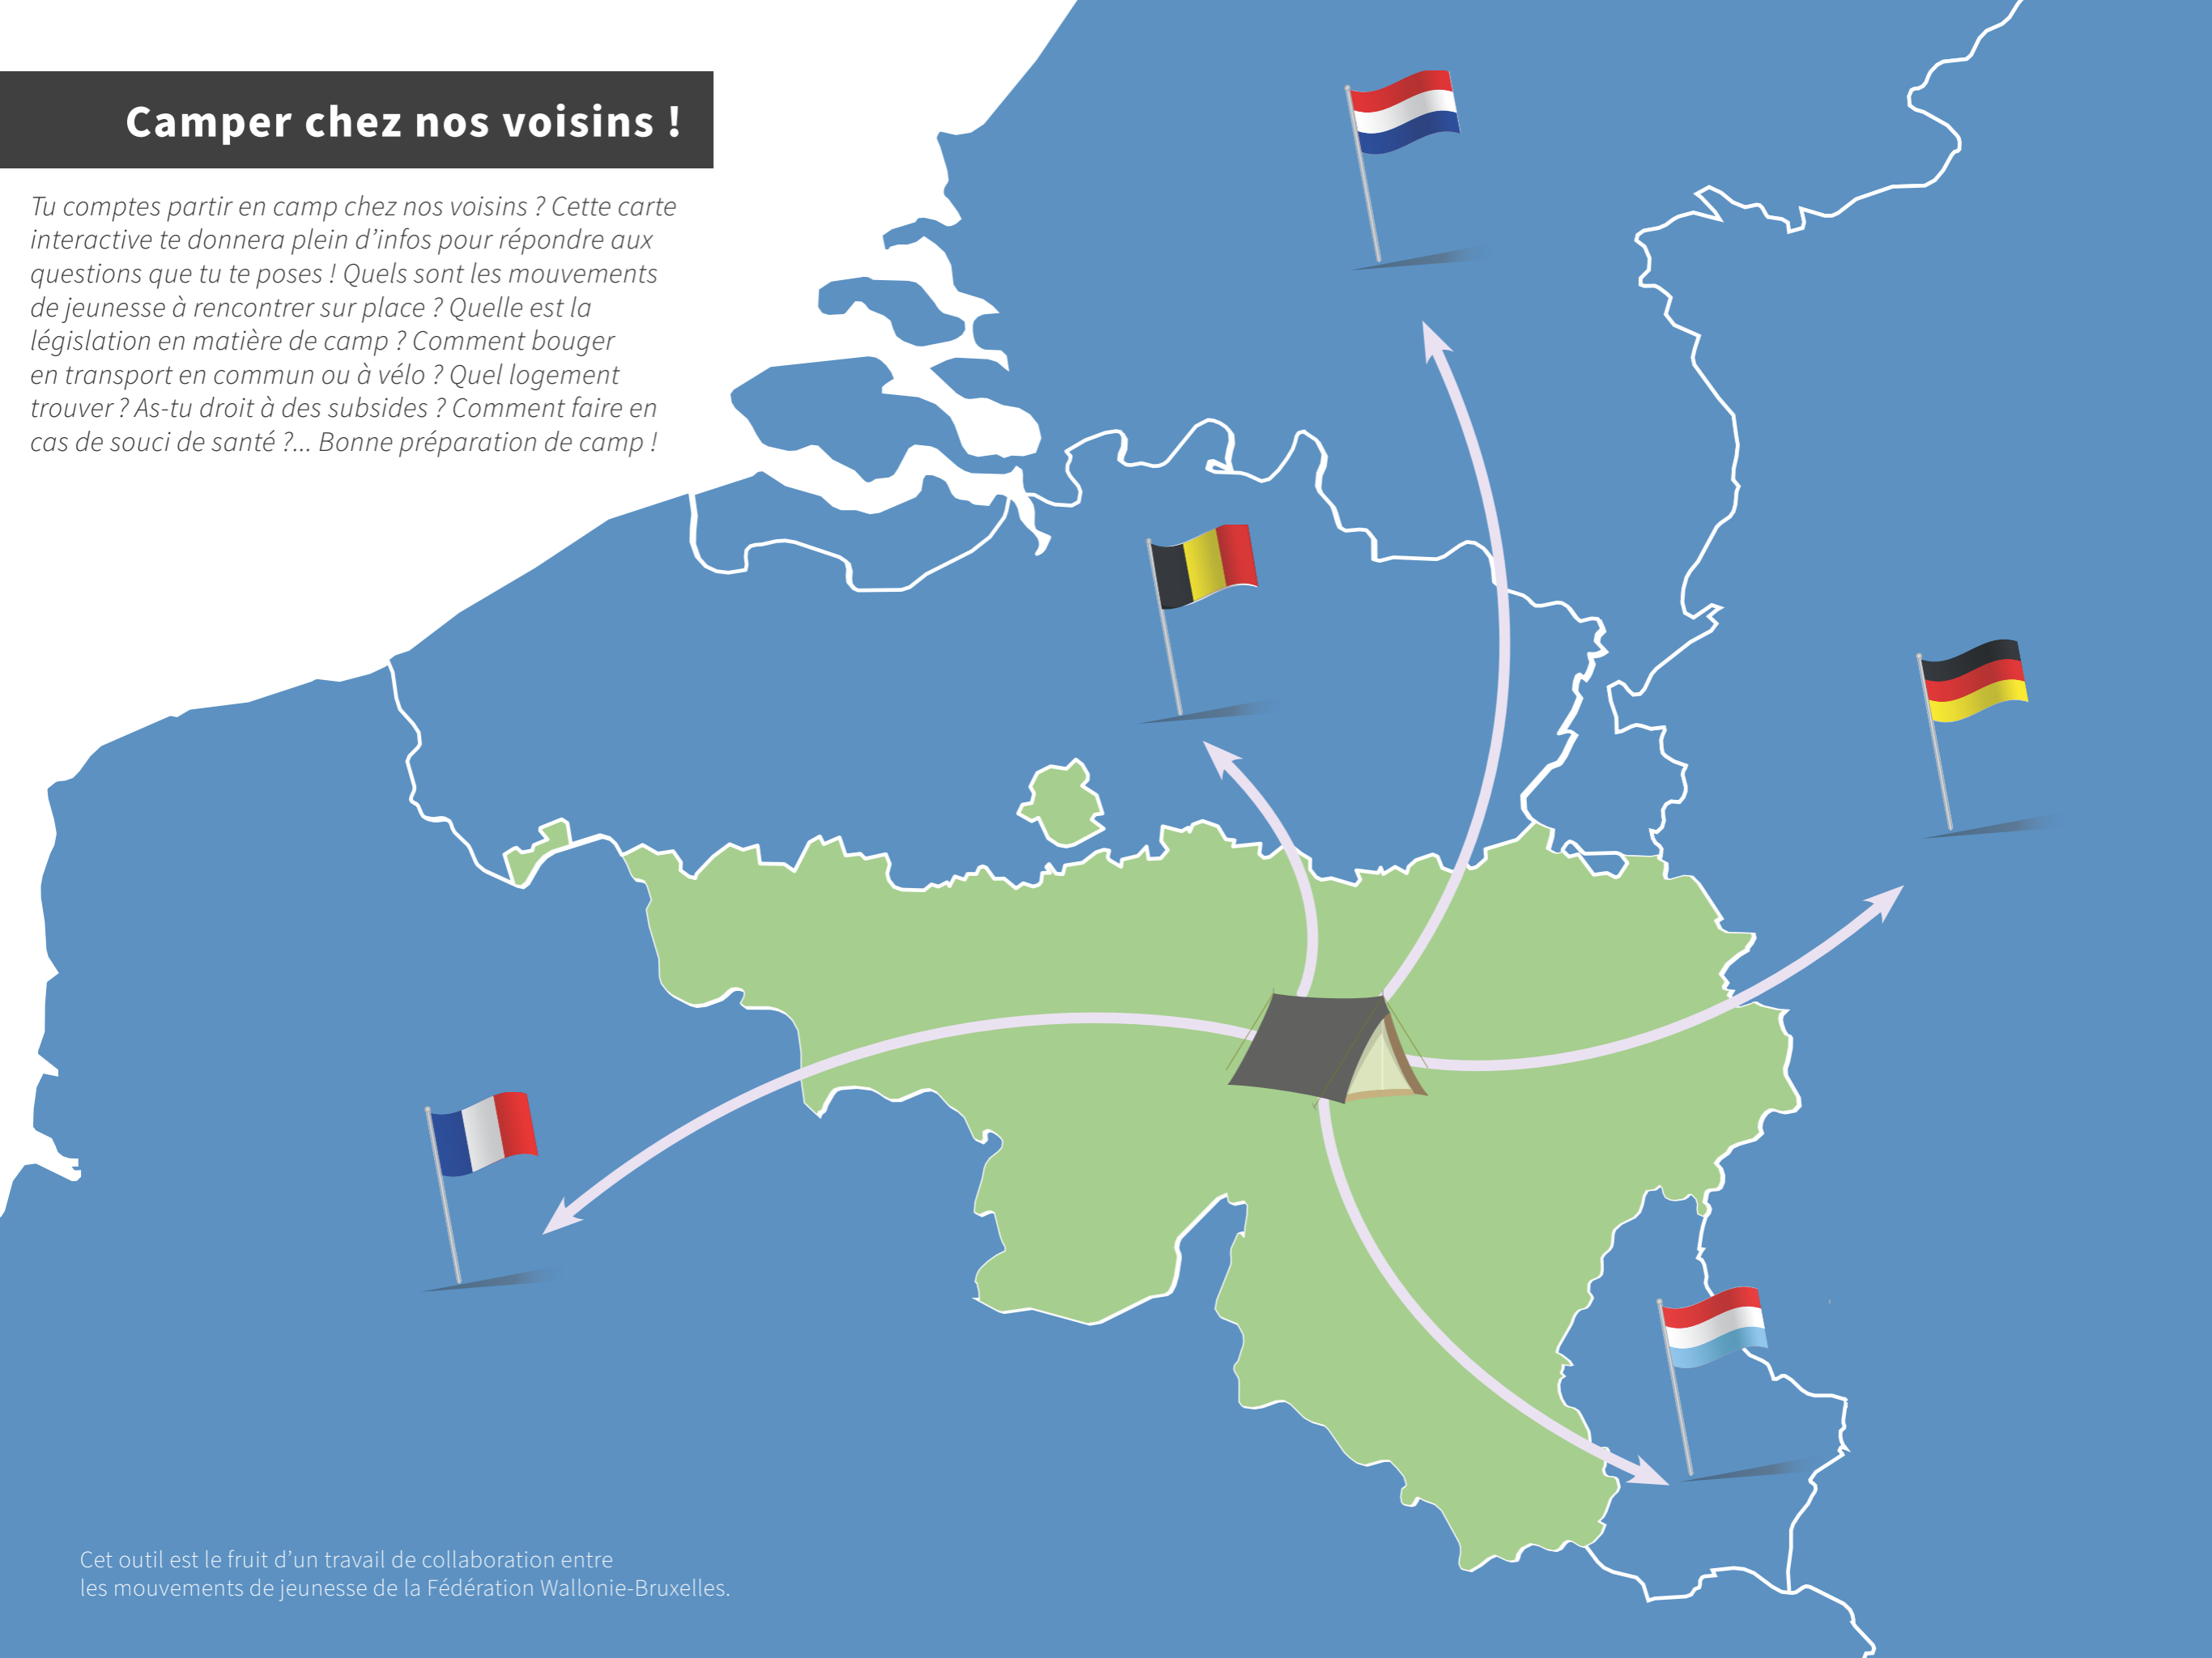 Camper chez nos voisins !
Tu comptes partir en camp chez nos voisins ? Cette carte
interactive te donnera plein d’infos pour répondre aux
questions que tu te poses ! Quels sont les mouvements
de jeunesse à rencontrer sur place ? Quelle est la
législation en matière de camp ? Comment bouger
en transport en commun ou à vélo ? Quel logement
trouver ? As-tu droit à des subsides ? Comment faire en
cas de souci de santé ?... Bonne préparation de camp !
Cet outil est le fruit d’un travail de collaboration entre
les mouvements de jeunesse de la Fédération Wallonie-Bruxelles.